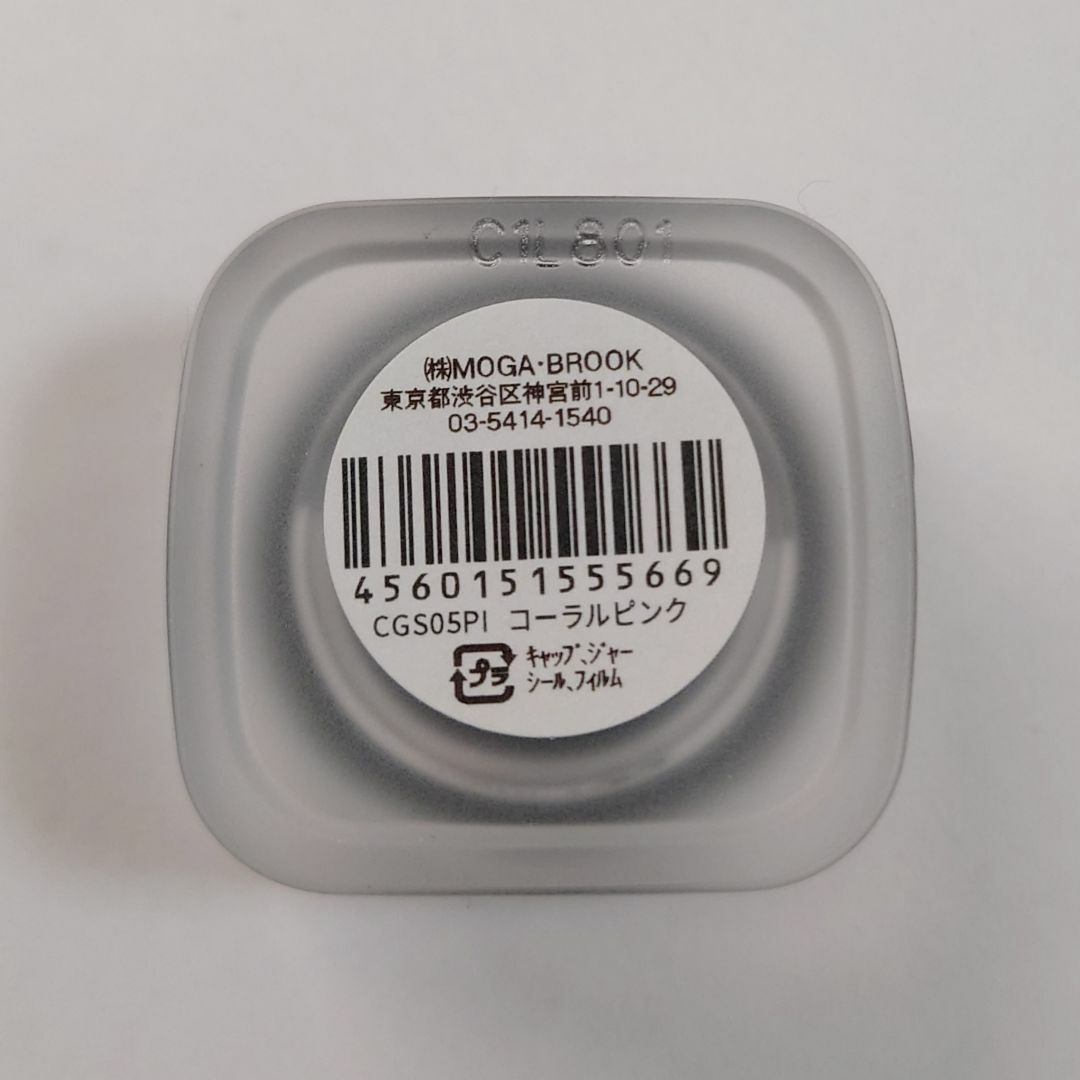 C1L801
㈱MOGA·BROOK
東京都渋谷区神宮前1-10-29
03-5414-1540
4560151555669
CGS05PI コーラルピンク
プラ
キャップ、ジャー
シール、フィルム